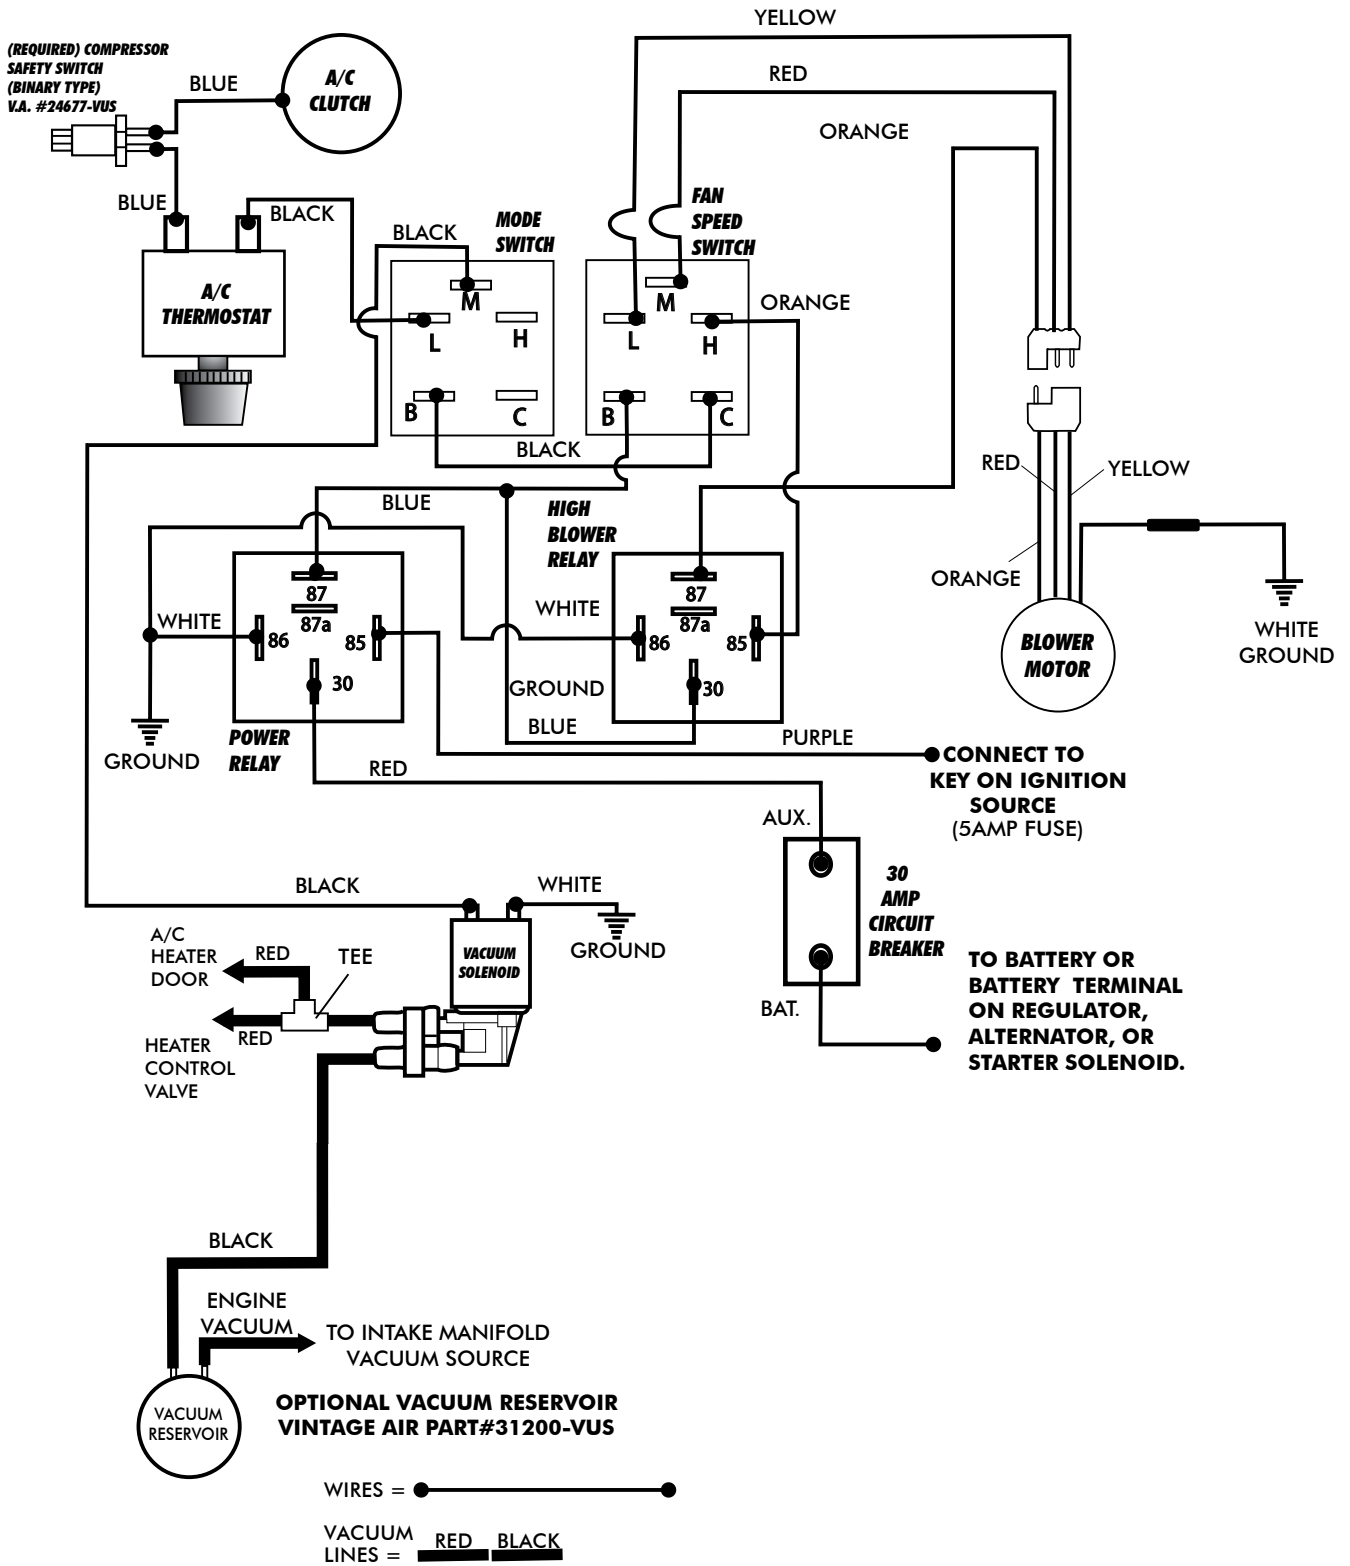 YELLOW
RED
ORANGE
(REQUIRED) COMPRESSOR
SAFETY SWITCH
(BINARY TYPE)
V.A. #24677-VUS
BLUE
A/C
CLUTCH
BLUE
BLACK
A/C
THERMOSTAT
BLACK
MODE
SWITCH
M
L
H
B
C
FAN
SPEED
SWITCH
M
L
H
B
C
ORANGE
BLACK
BLUE
HIGH
BLOWER
RELAY
RED
YELLOW
ORANGE
BLOWER
MOTOR
WHITE
GROUND
WHITE
87
87a
86
85
30
POWER
RELAY
GROUND
WHITE
87
87a
86
85
30
GROUND
BLUE
PURPLE
CONNECT TO
KEY ON IGNITION
SOURCE
(5AMP FUSE)
RED
AUX.
30
AMP
CIRCUIT
BREAKER
BAT.
TO BATTERY OR
BATTERY TERMINAL
ON REGULATOR,
ALTERNATOR, OR
STARTER SOLENOID.
BLACK
WHITE
GROUND
VACUUM
SOLENOID
A/C
HEATER
DOOR
RED
TEE
RED
HEATER
CONTROL
VALVE
BLACK
ENGINE
VACUUM
TO INTAKE MANIFOLD
VACUUM SOURCE
VACUUM
RESERVOIR
OPTIONAL VACUUM RESERVOIR
VINTAGE AIR PART#31200-VUS
WIRES =
VACUUM
LINES =
RED
BLACK